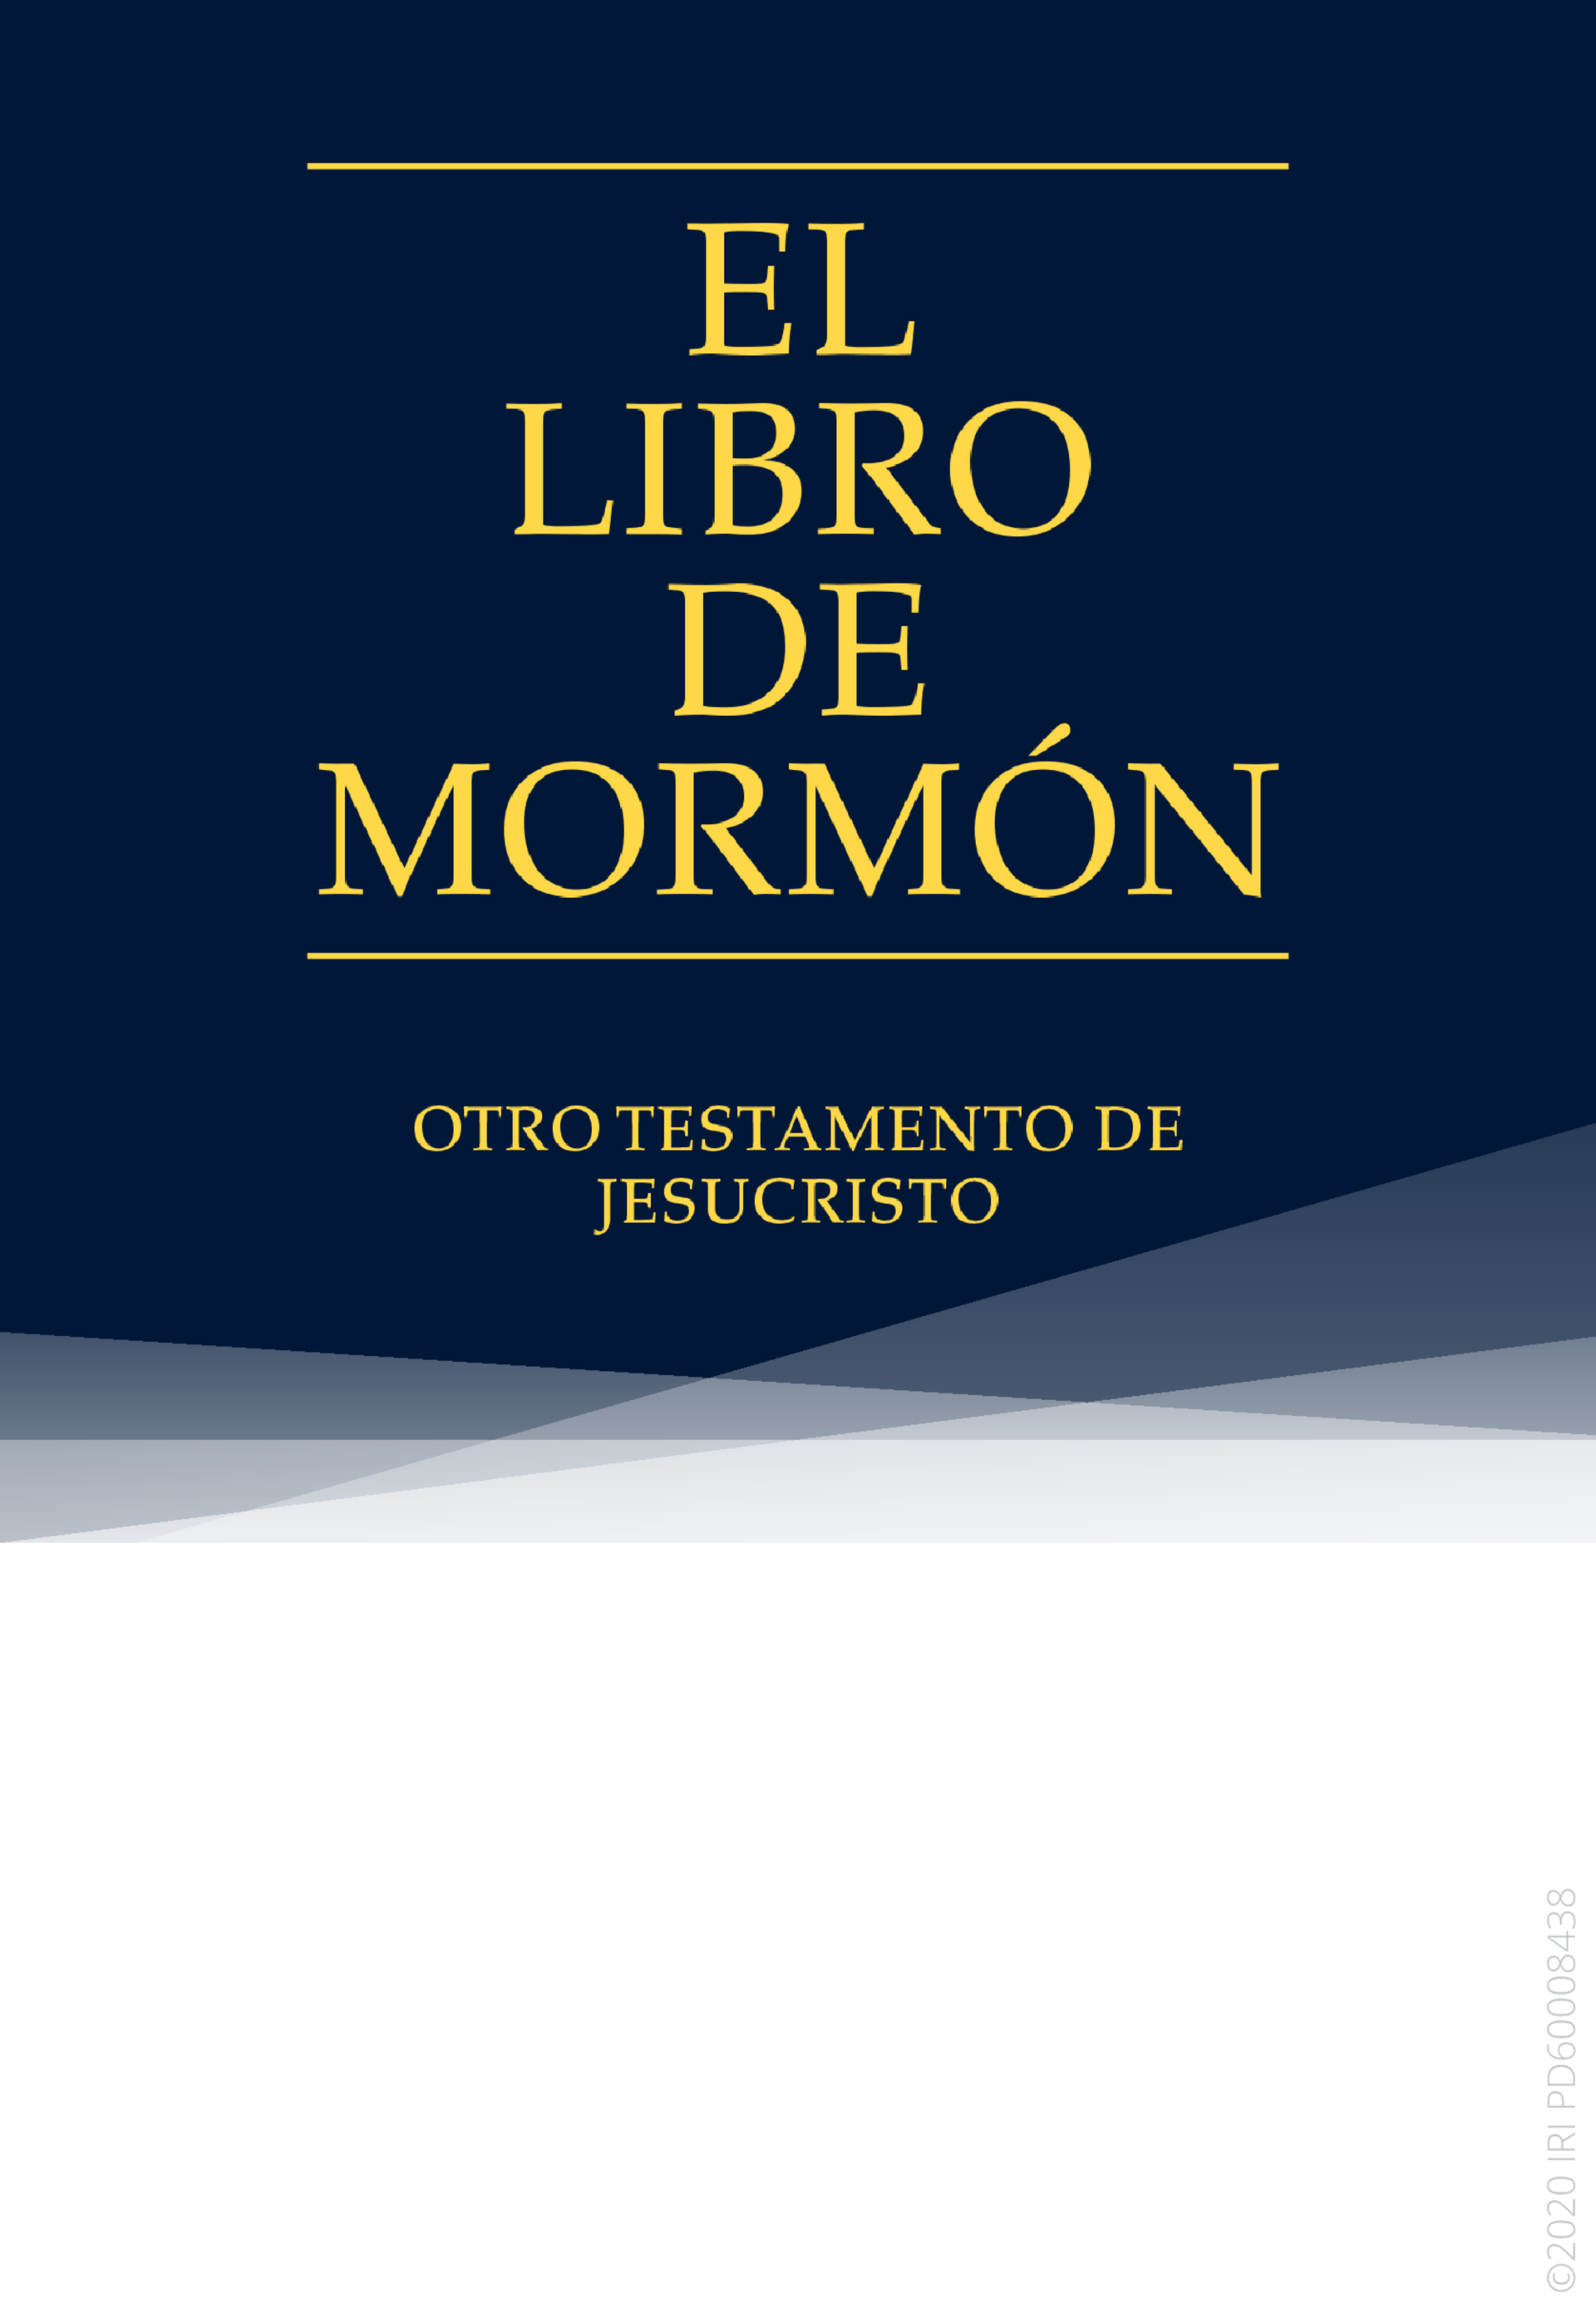 EL
LIBRO
DE
MORMÓN
OTRO TESTAMENTO DE
JESUCRISTO
©2020 IRI PD60008438